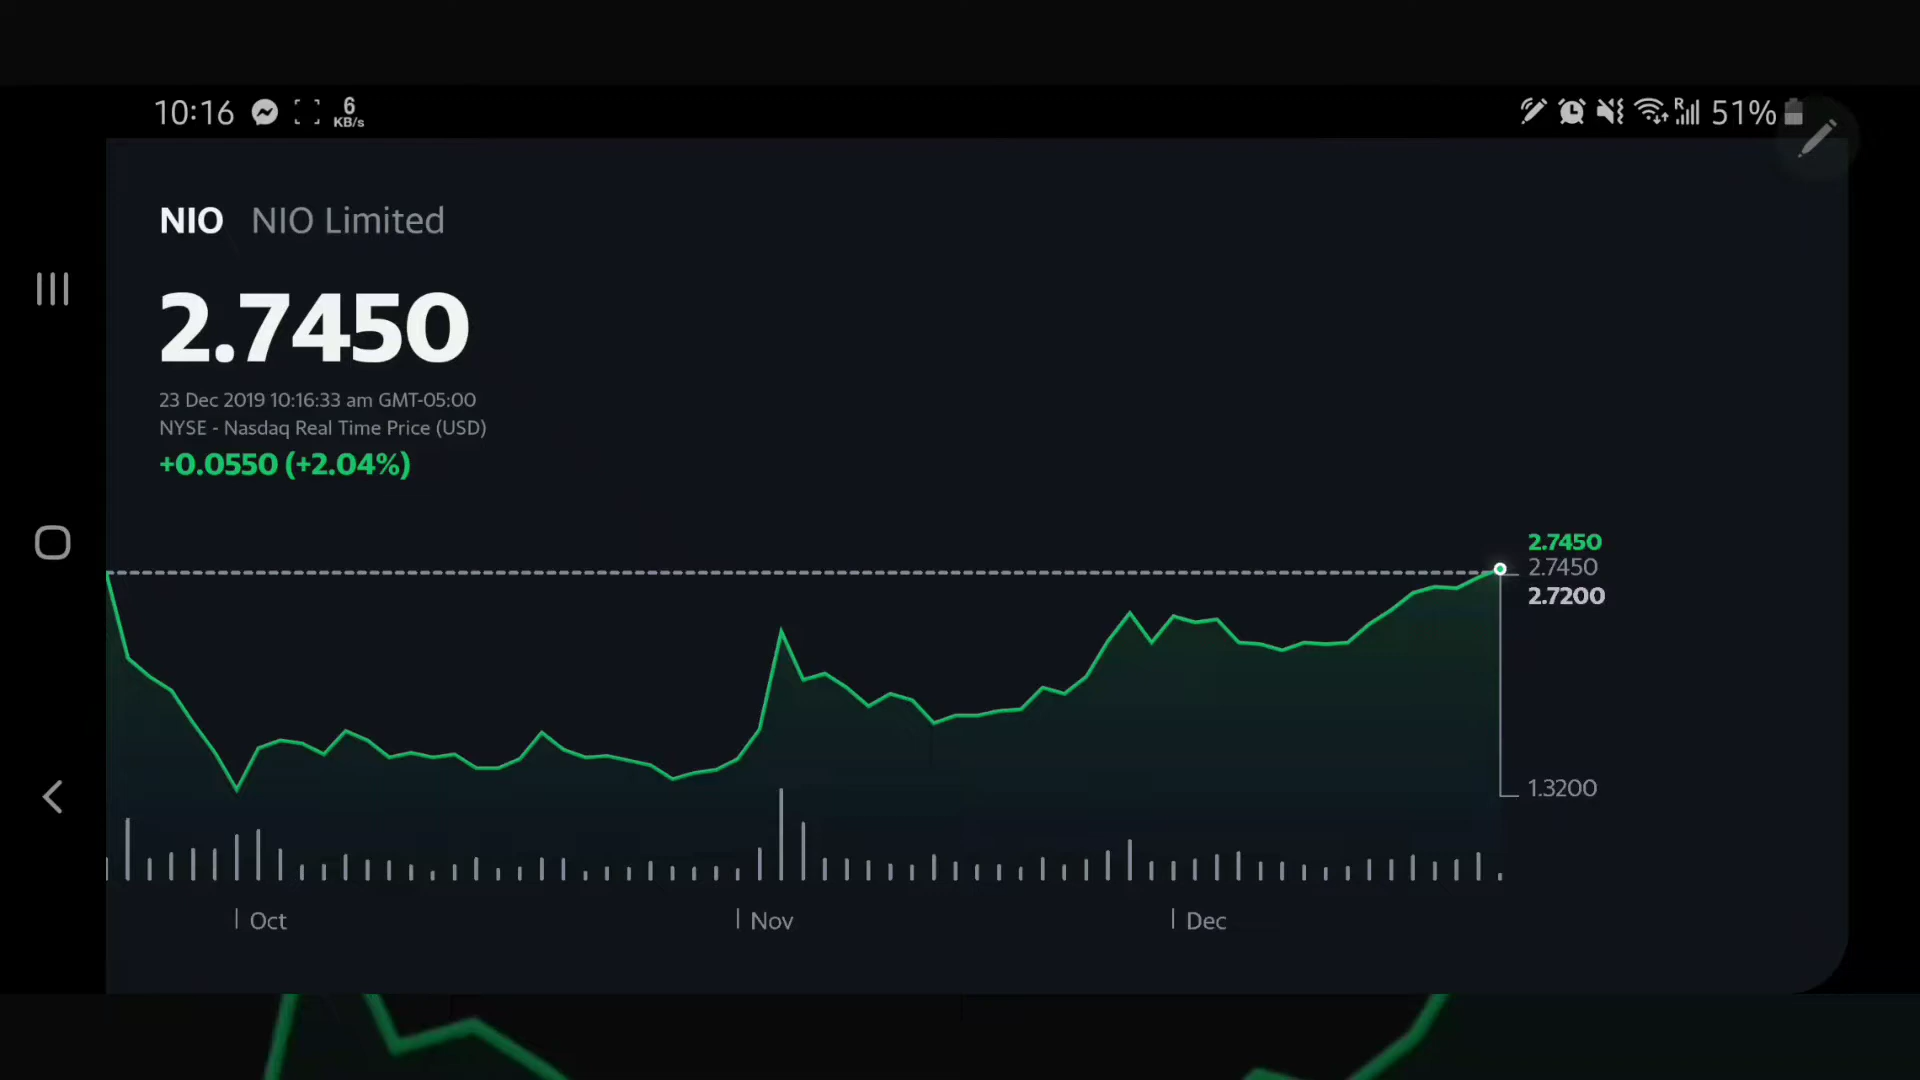 10:16 6 KB/s R 51%
NIO NIO Limited
2.7450
23 Dec 2019 10:16:33 am GMT-05:00
NYSE - Nasdaq Real Time Price (USD)
+0.0550 (+2.04%)
2.7450
2.7450
2.7200
1.3200
Oct Nov Dec